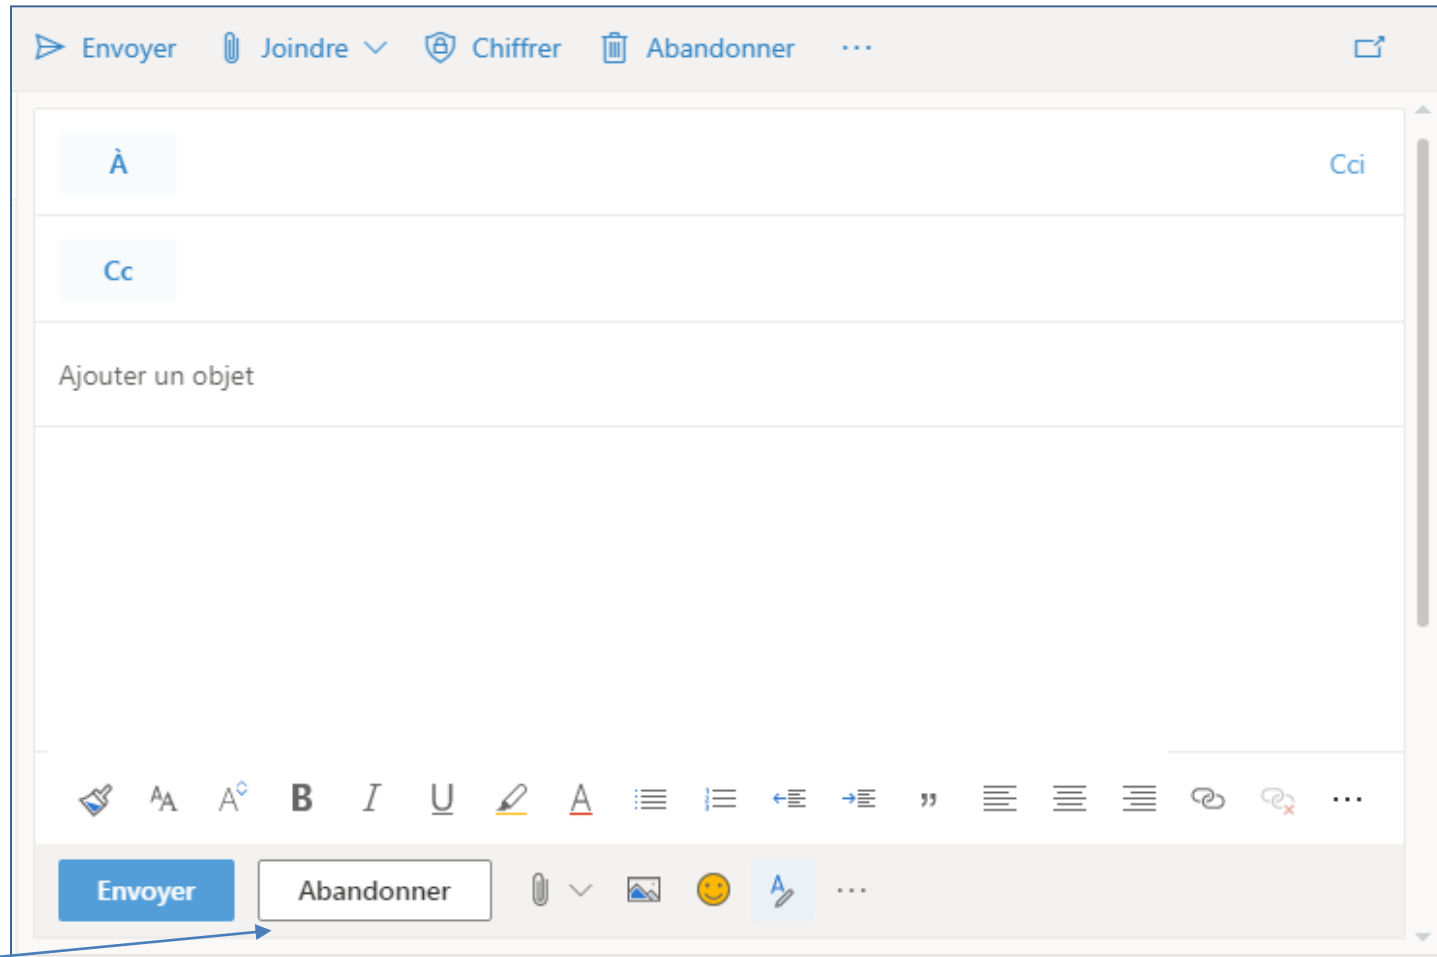 Envoyer Joindre Chiffrer Abandonner ...
À Cci
Cc
Ajouter un objet
B I U A ...
Envoyer Abandonner ...